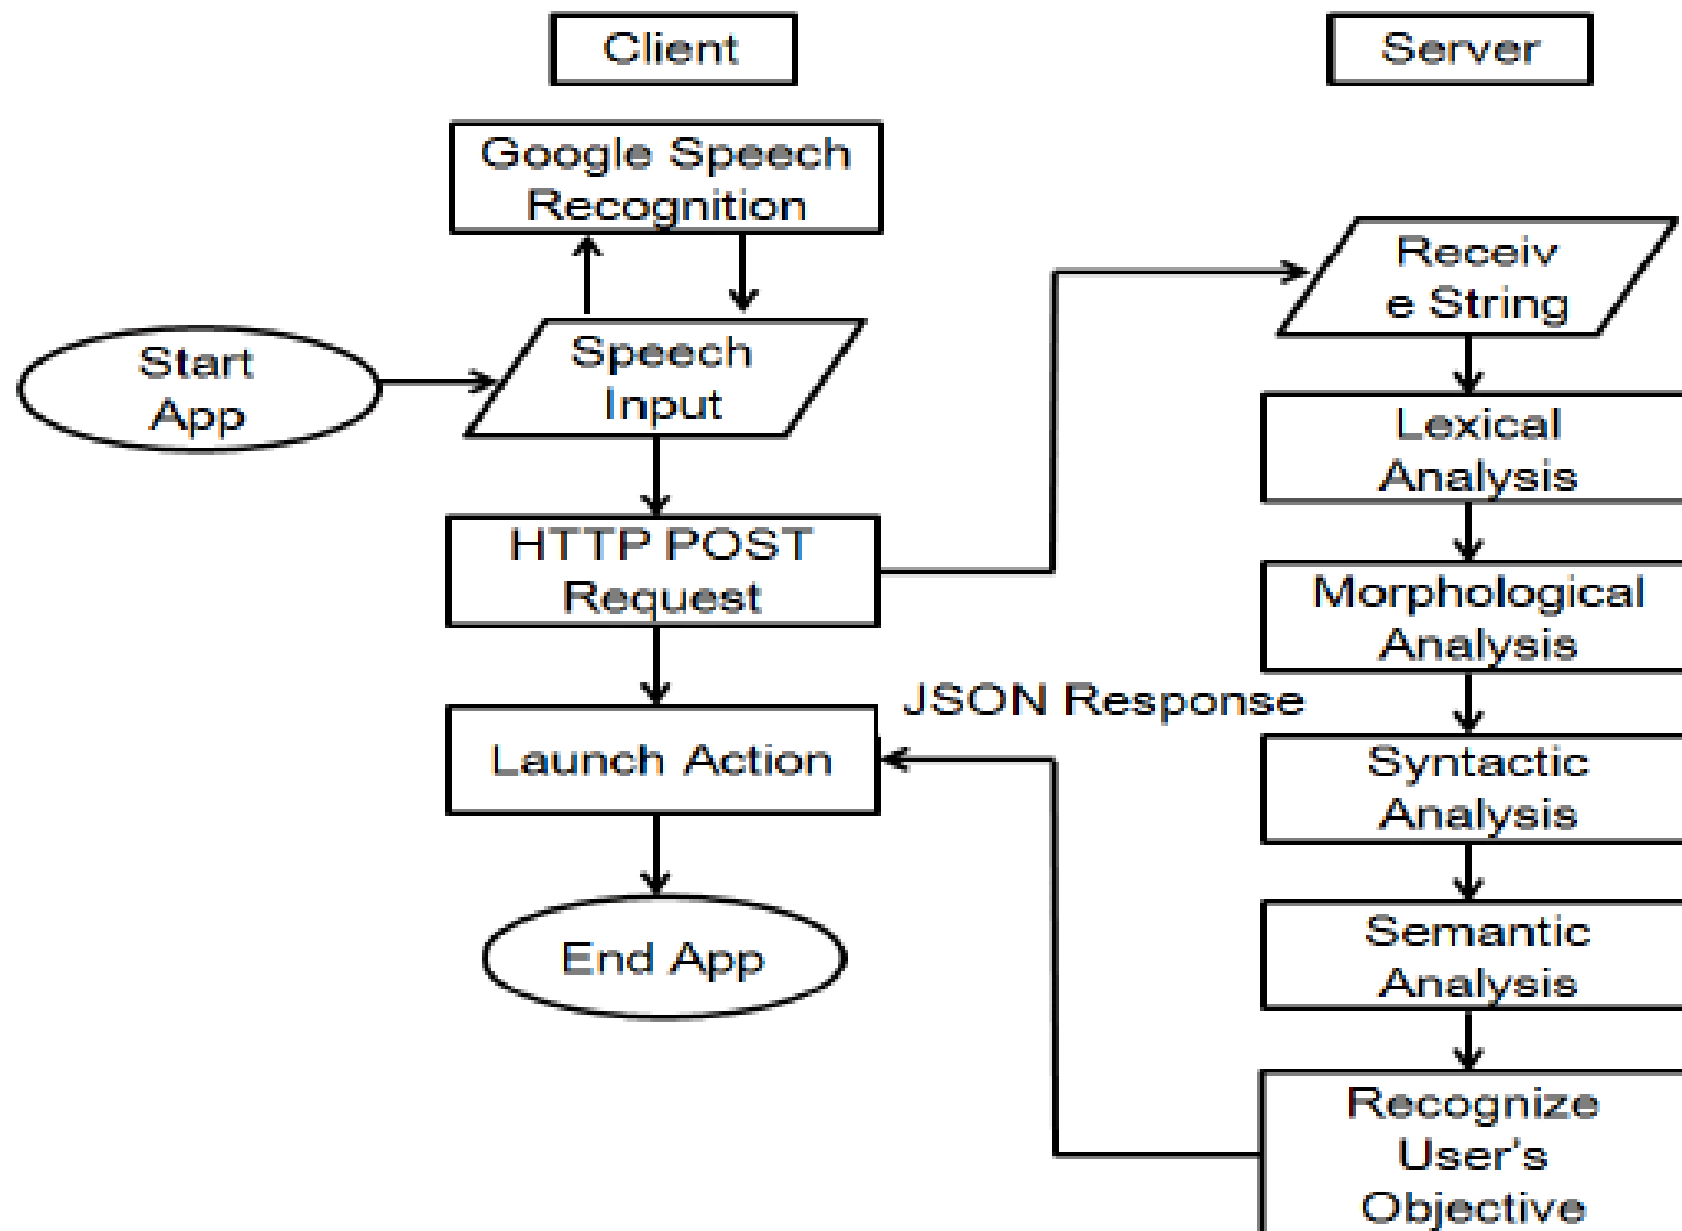 Client
Server
Google Speech
Recognition
Start
App
Speech
Input
HTTP POST
Request
JSON Response
Launch Action
End App
Receiv
e String
Lexical
Analysis
Morphological
Analysis
Syntactic
Analysis
Semantic
Analysis
Recognize
User's
Objective